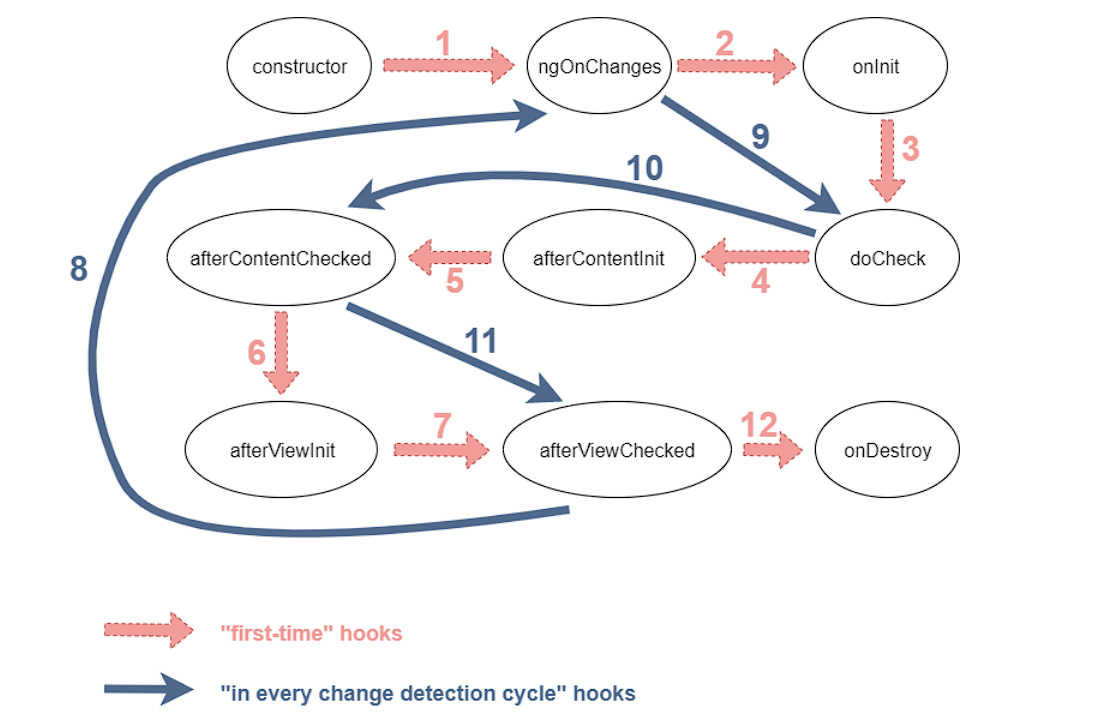 1
2
constructor
ngOnChanges
onInit
9
3
10
8
afterContentChecked
afterContentInit
doCheck
5
4
6
11
7
12
afterViewInit
afterViewChecked
onDestroy
"first-time" hooks
"in every change detection cycle" hooks